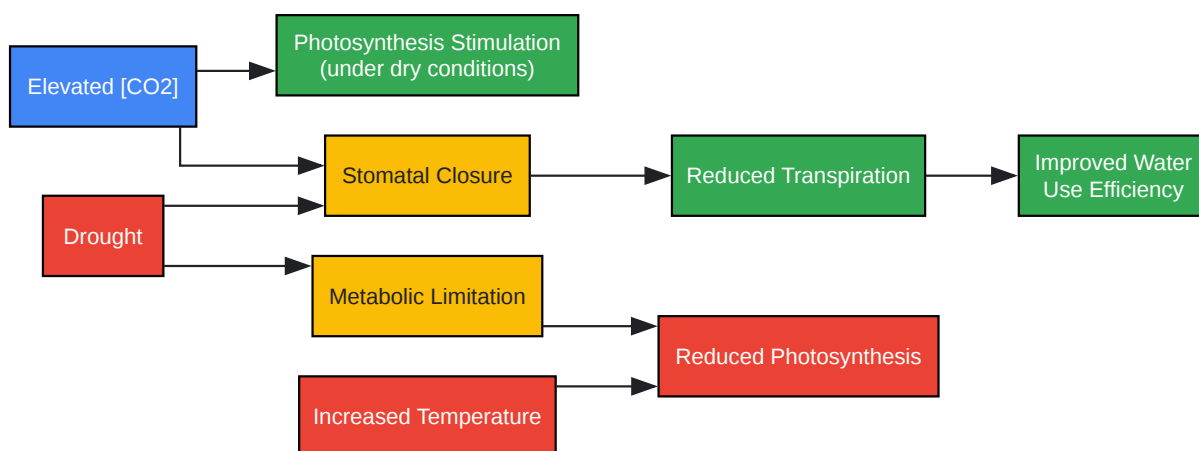 Photosynthesis Stimulation
(under dry conditions)
Elevated [CO2]
Stomatal Closure
Reduced Transpiration
Improved Water
Use Efficiency
Drought
Metabolic Limitation
Reduced Photosynthesis
Increased Temperature